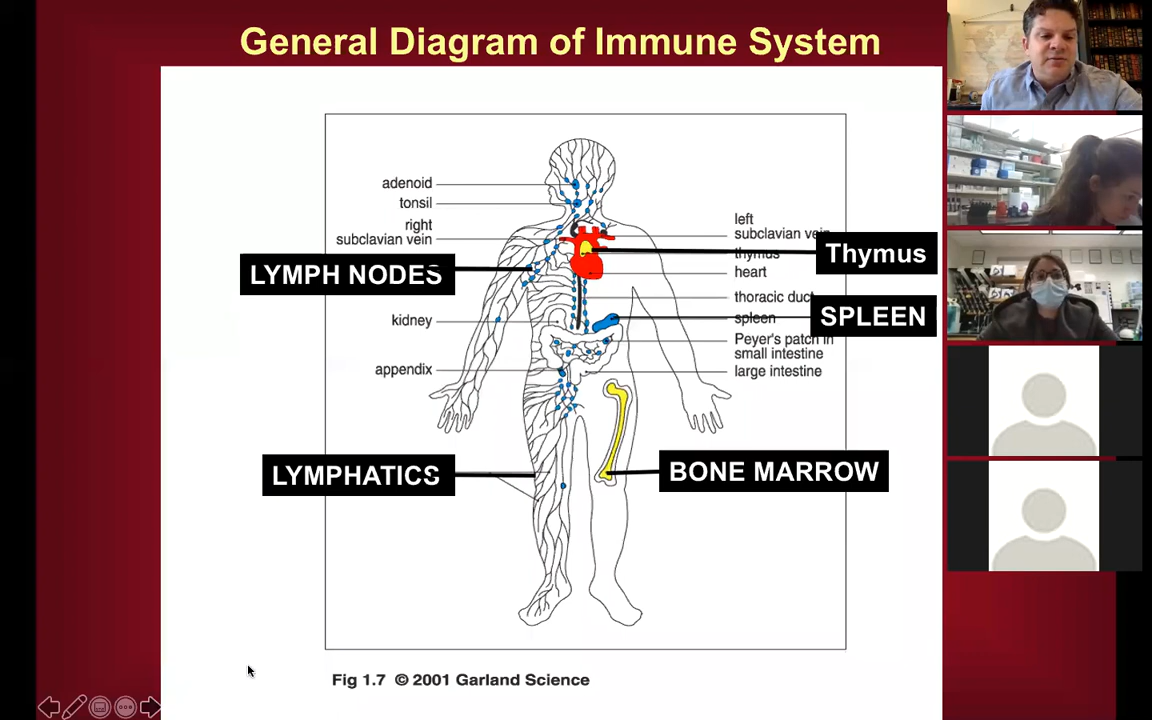 General Diagram of Immune System
adenoid
tonsil
right
subclavian vein
LYMPH NODES
kidney
appendix
LYMPHATICS
left
subclavian vein
thymus
Thymus
heart
thoracic duct
spleen
SPLEEN
Peyer's patch in
small intestine
large intestine
BONE MARROW
Fig 1.7 © 2001 Garland Science